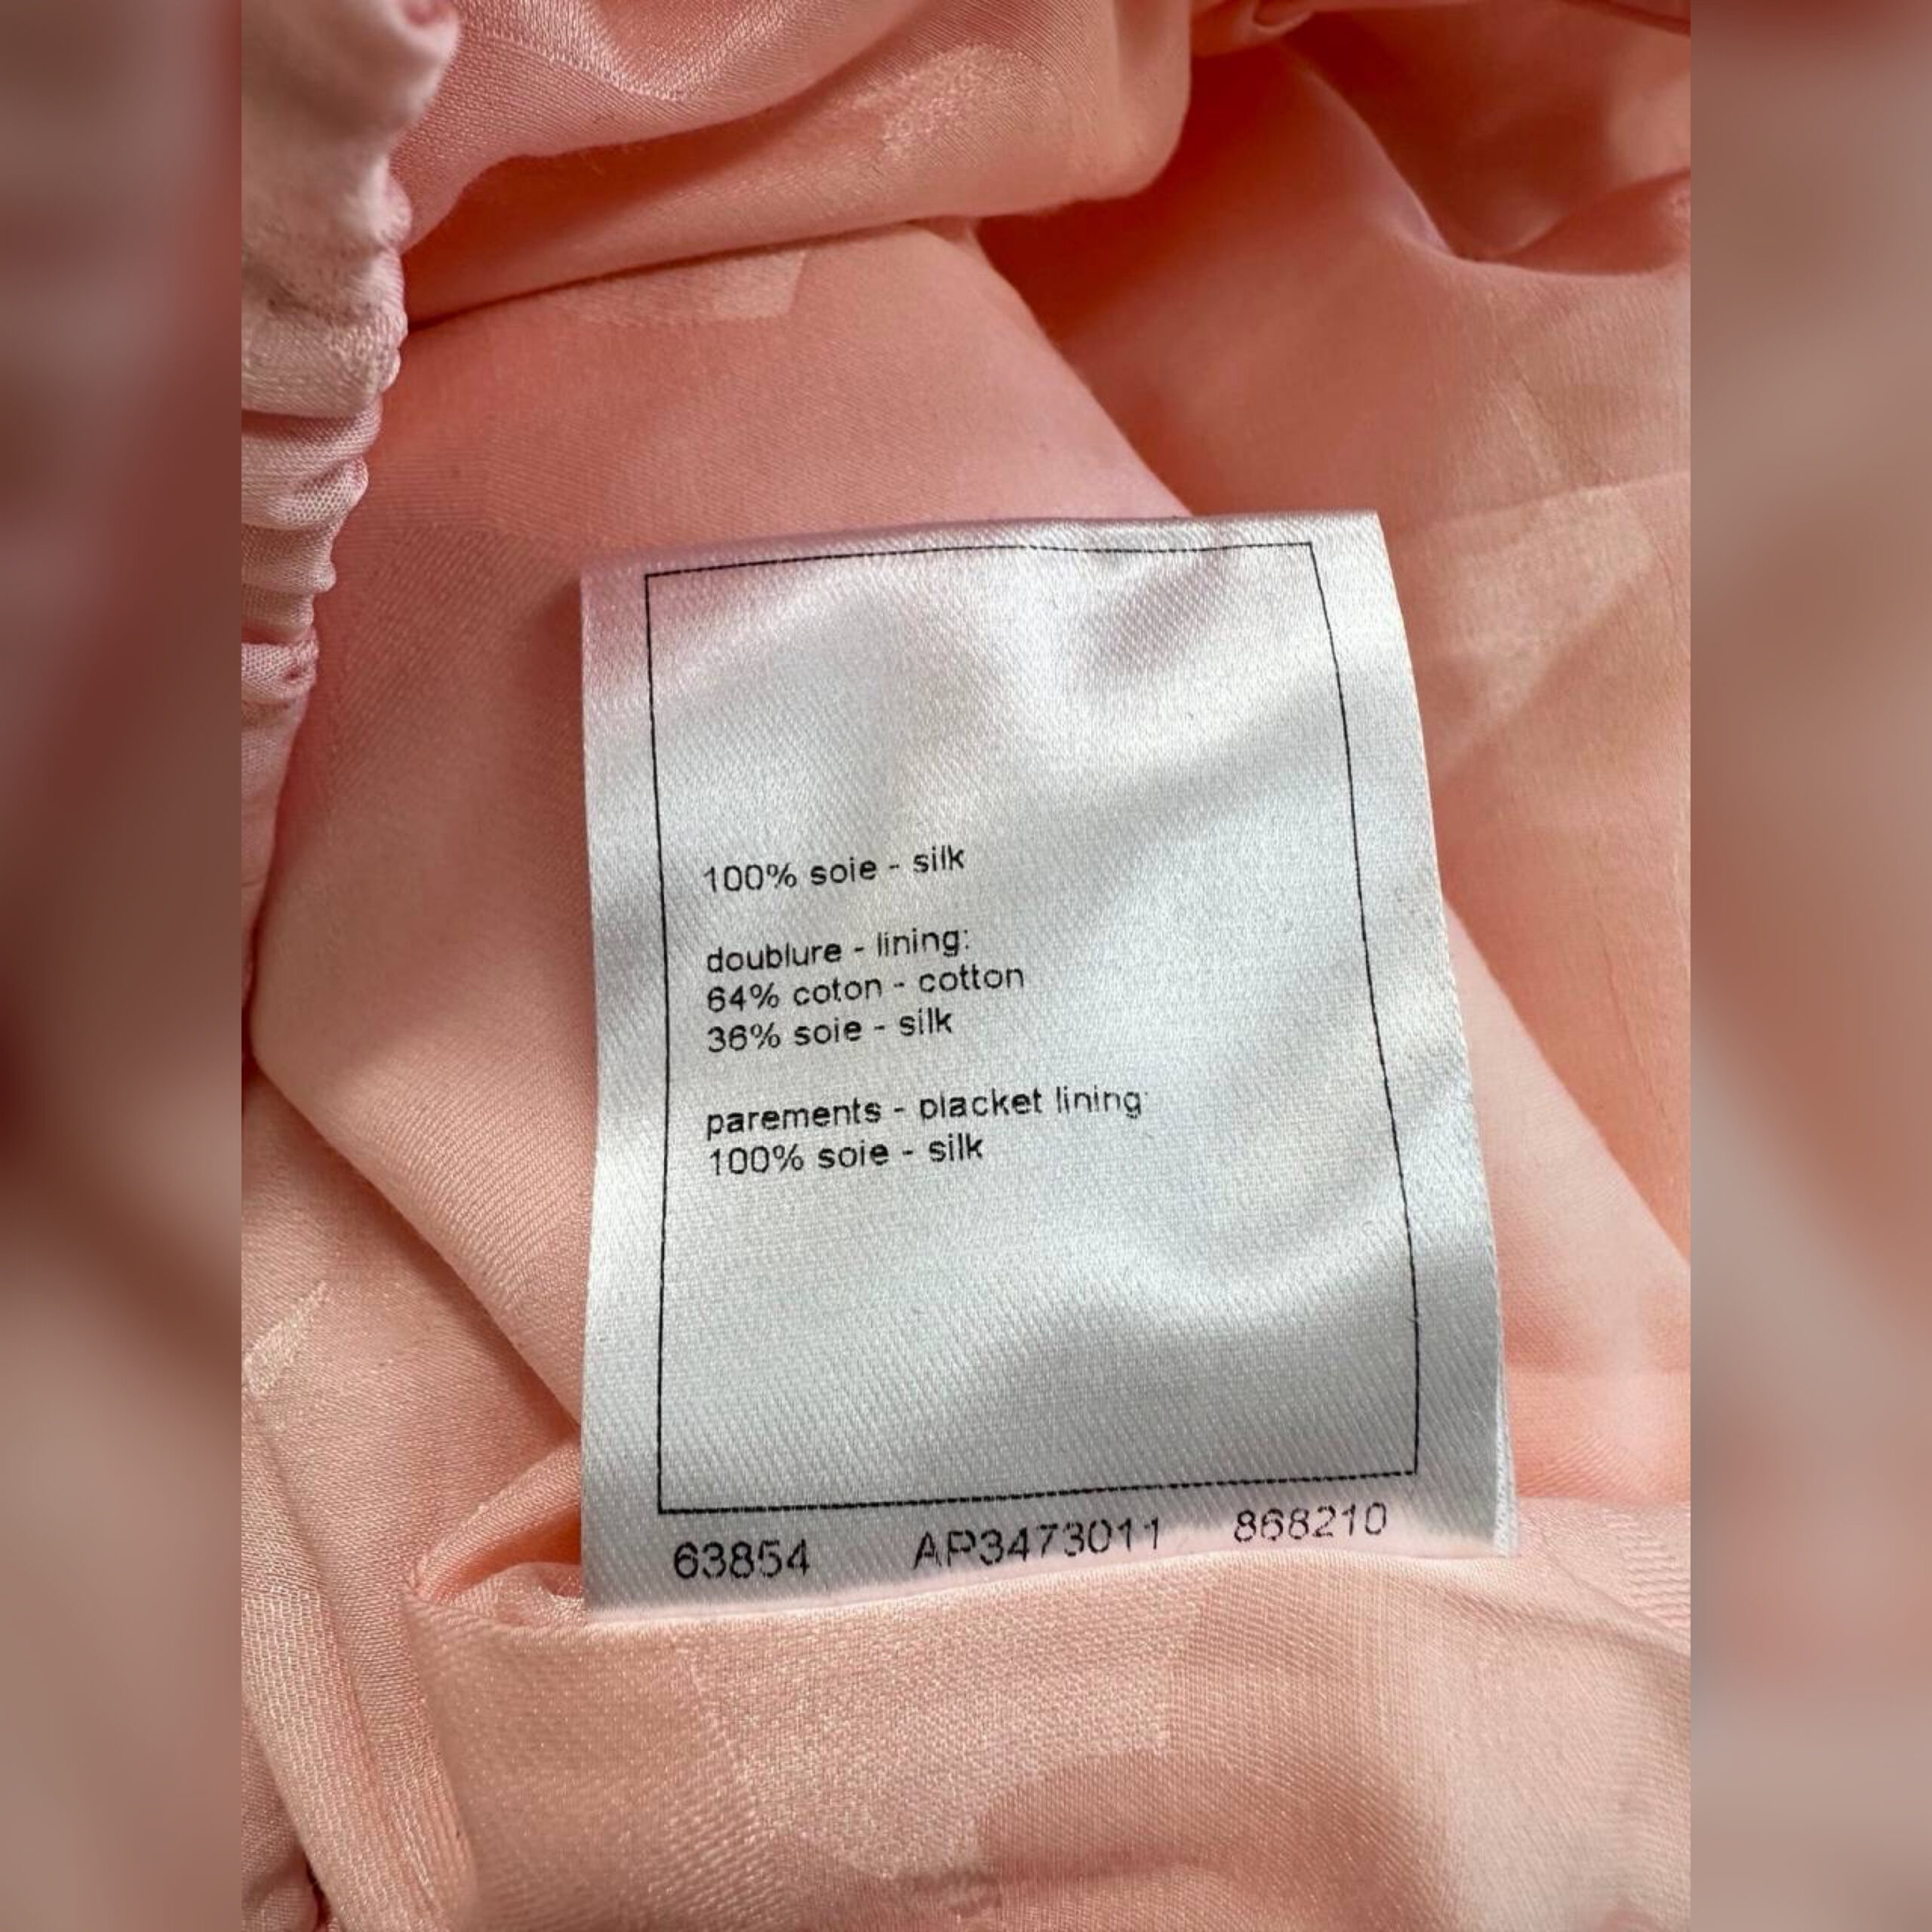 100% soie - silk
doublure - lining:
64% coton - cotton
36% soie - silk
parements - placket lining:
100% soie - silk
63854 AP3473011 868210